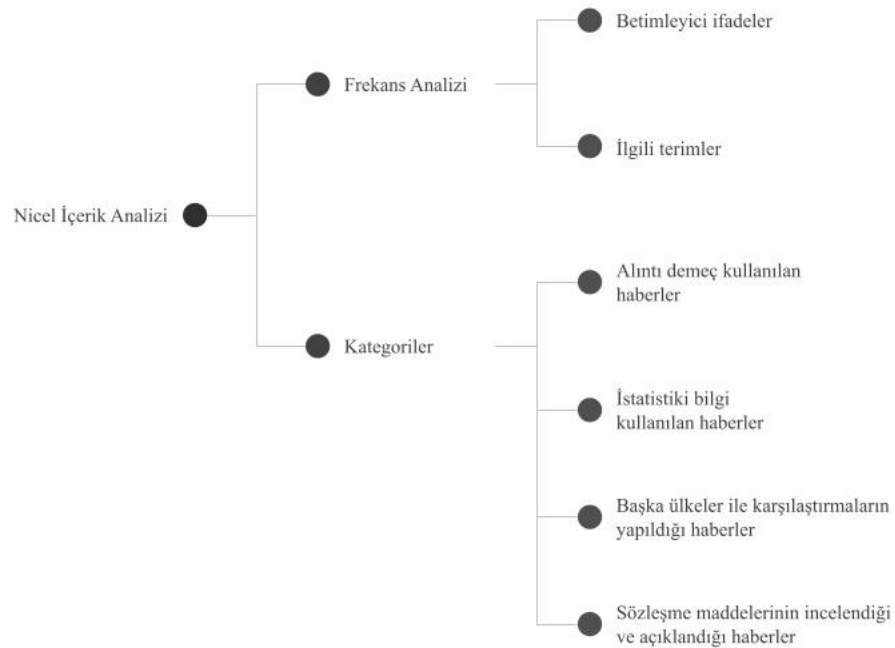 Nicel İçerik Analizi
Frekans Analizi
Betimleyici ifadeler
İlgili terimler
Kategoriler
Alıntı demeç kullanılan
haberler
İstatistiki bilgi
kullanılan haberler
Başka ülkeler ile karşılaştırmaların
yapıldığı haberler
Sözleşme maddelerinin incelendiği
ve açıklandığı haberler